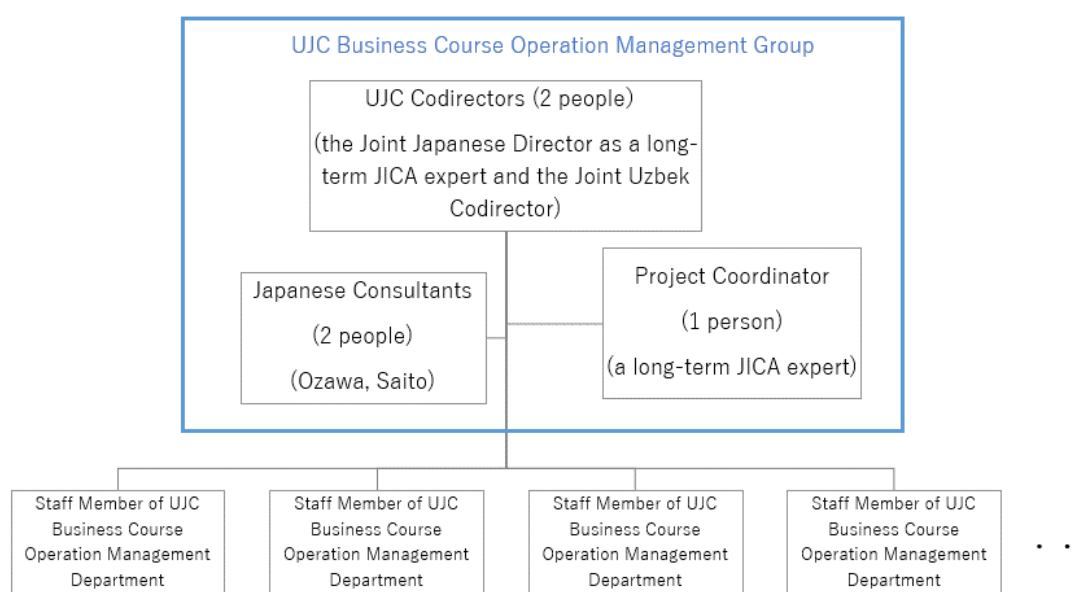 UJC Business Course Operation Management Group
UJC Codirectors (2 people)
(the Joint Japanese Director as a long-
term JICA expert and the Joint Uzbek
Codirector)
Japanese Consultants
(2 people)
(Ozawa, Saito)
Project Coordinator
(1 person)
(a long-term JICA expert)
Staff Member of UJC
Business Course
Operation Management
Department
Staff Member of UJC
Business Course
Operation Management
Department
Staff Member of UJC
Business Course
Operation Management
Department
Staff Member of UJC
Business Course
Operation Management
Department
・・